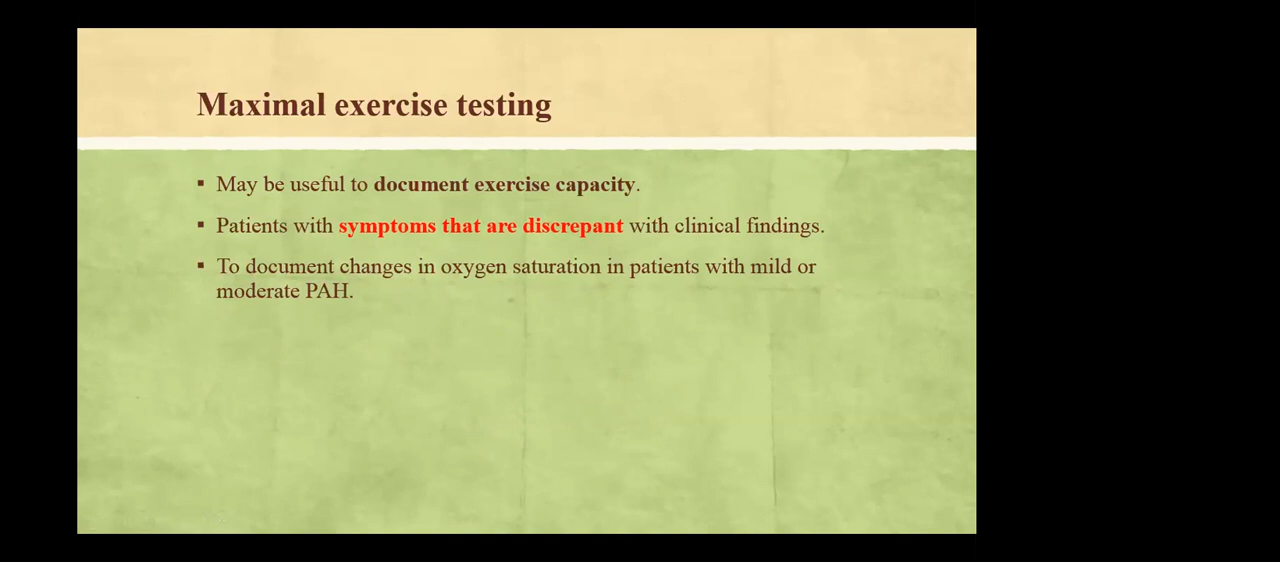 Maximal exercise testing
▪ May be useful to document exercise capacity.
▪ Patients with symptoms that are discrepant with clinical findings.
▪ To document changes in oxygen saturation in patients with mild or
moderate PAH.